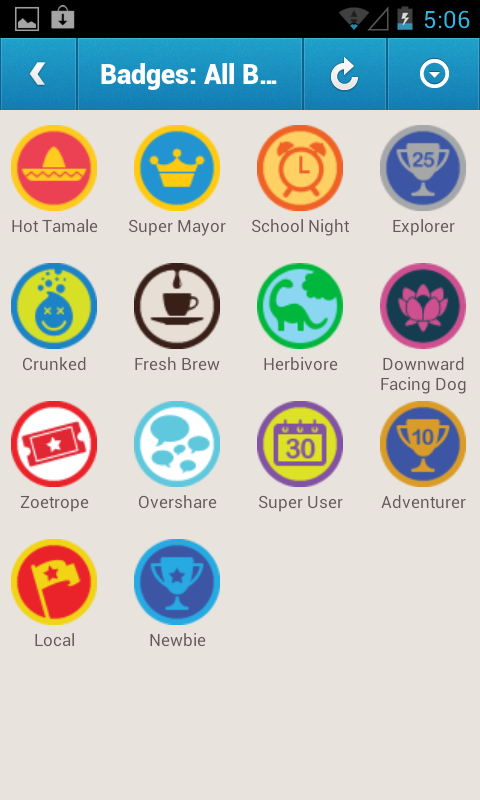 5:06
Badges: All B...
25
Hot Tamale
Super Mayor
School Night
Explorer
Crunked
Fresh Brew
Herbivore
Downward
Facing Dog
30
10
Zoetrope
Overshare
Super User
Adventurer
Local
Newbie